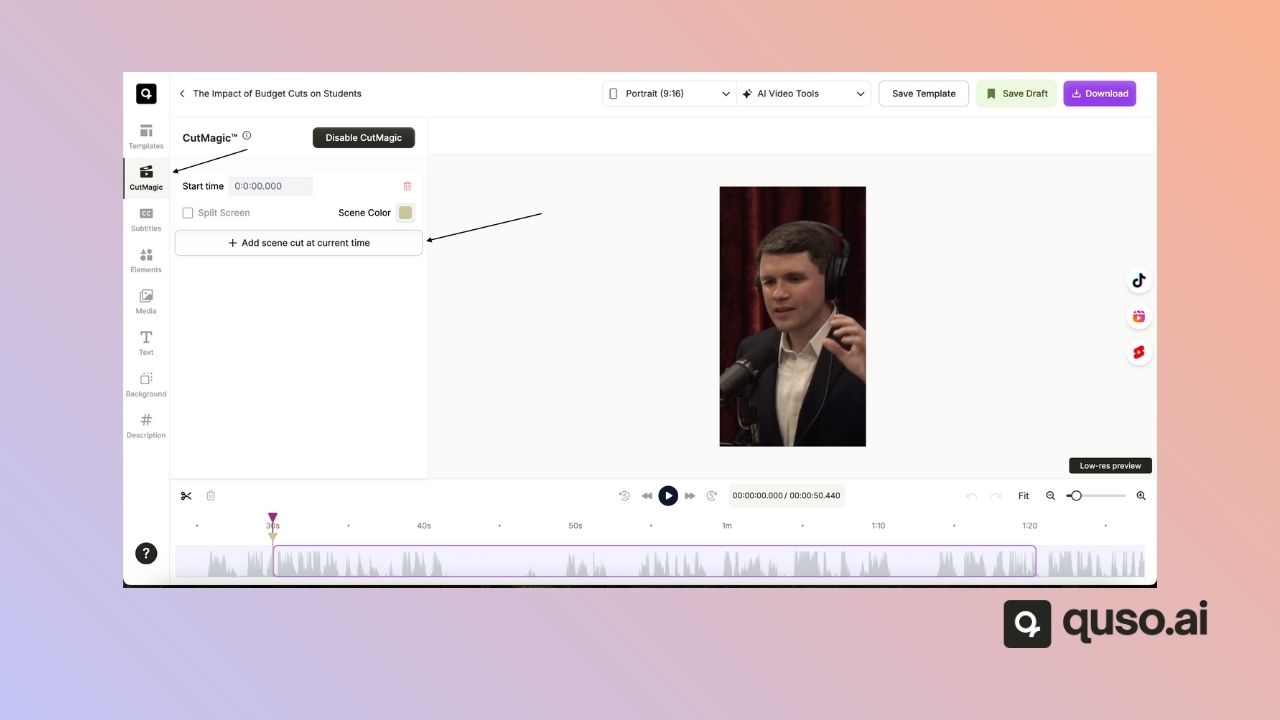 The Impact of Budget Cuts on Students
Portrait (9:16)
AI Video Tools
Save Template
Save Draft
Download
Templates
CutMagic
Subtitles
Elements
Media
Text
Background
Description
CutMagic™
Disable CutMagic
Start time
0:0:00.000
Split Screen
Scene Color
+ Add scene cut at current time
Low-res preview
00:00:00.000 / 00:00:50.440
Fit
30s
40s
50s
1m
1:10
1:20
?
quso.ai